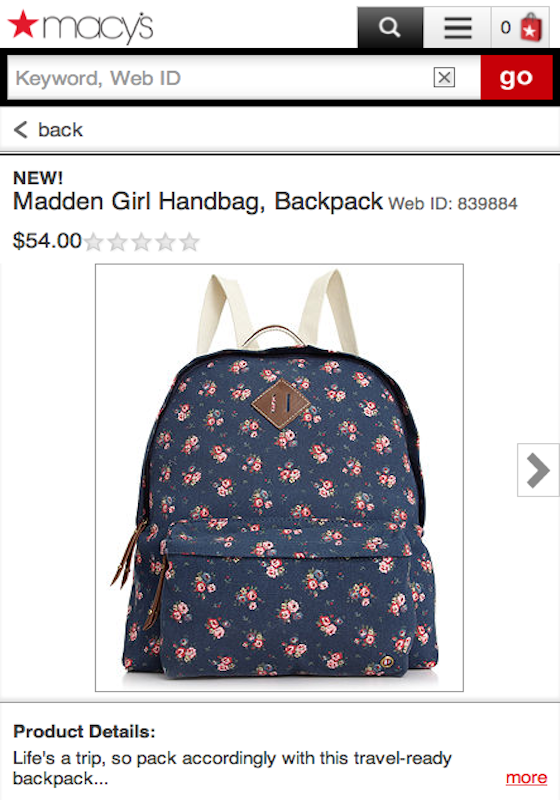 macy's
0
Keyword, Web ID
go
back
NEW!
Madden Girl Handbag, Backpack Web ID: 839884
$54.00
Product Details:
Life's a trip, so pack accordingly with this travel-ready
backpack...
more